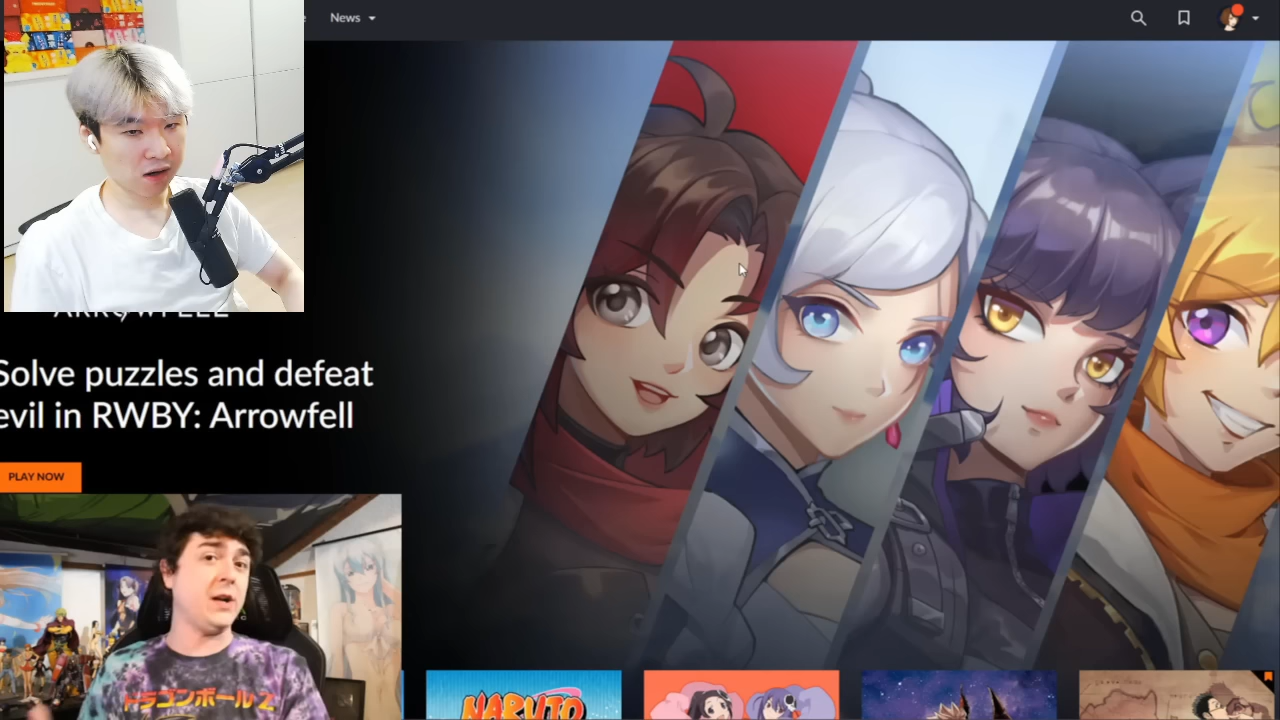 News
ARROWFELL
Solve puzzles and defeat
evil in RWBY: Arrowfell
PLAY NOW
ドラゴンボールZ
NARUTO